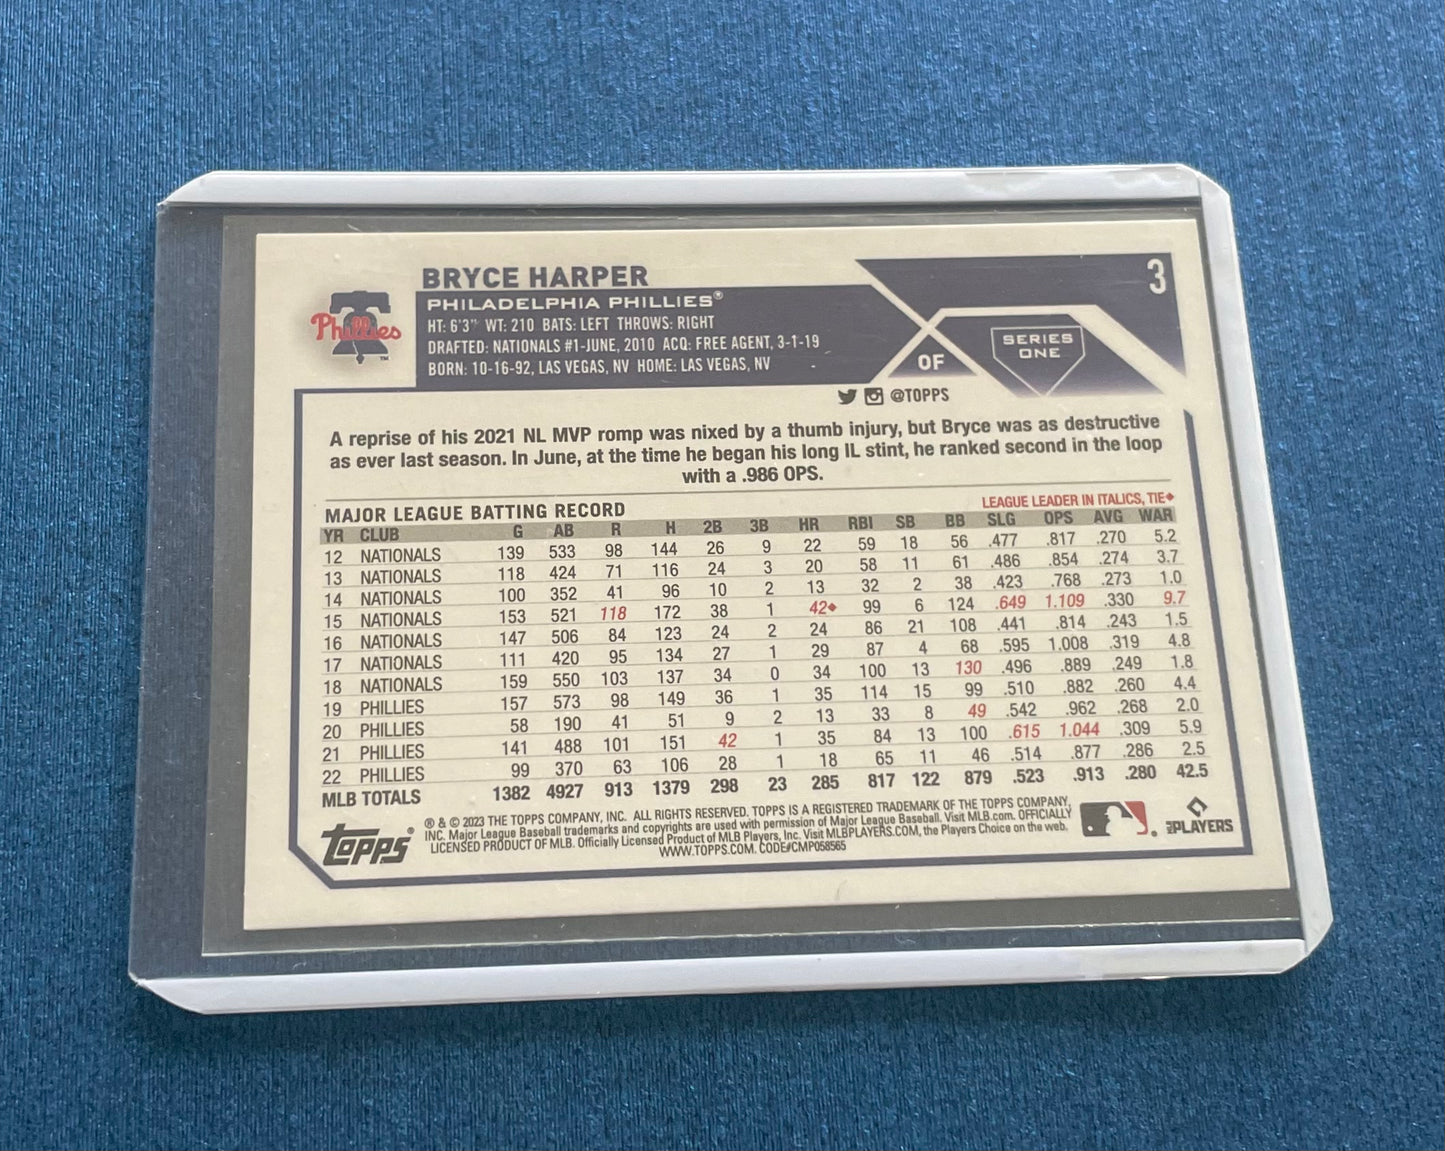 BRYCE HARPER
3
Phillies
PHILADELPHIA PHILLIES®
HT: 6'3" WT: 210 BATS: LEFT THROWS: RIGHT
DRAFTED: NATIONALS #1-JUNE, 2010 ACQ: FREE AGENT, 3-1-19
BORN: 10-16-92, LAS VEGAS, NV HOME: LAS VEGAS, NV
OF
SERIES
ONE
@TOPPS
A reprise of his 2021 NL MVP romp was nixed by a thumb injury, but Bryce was as destructive
as ever last season. In June, at the time he began his long IL stint, he ranked second in the loop
with a .986 OPS.
MAJOR LEAGUE BATTING RECORD LEAGUE LEADER IN ITALICS, TIE◆
YR CLUB G AB R H 2B 3B HR RBI SB BB SLG OPS AVG WAR
12 NATIONALS 139 533 98 144 26 9 22 59 18 56 .477 .817 .270 5.2
13 NATIONALS 118 424 71 116 24 3 20 58 11 61 .486 .854 .274 3.7
14 NATIONALS 100 352 41 96 10 2 13 32 2 38 .423 .768 .273 1.0
15 NATIONALS 153 521 118 172 38 1 42◆ 99 6 124 .649 1.109 .330 9.7
16 NATIONALS 147 506 84 123 24 2 24 86 21 108 .441 .814 .243 1.5
17 NATIONALS 111 420 95 134 27 1 29 87 4 68 .595 1.008 .319 4.8
18 NATIONALS 159 550 103 137 34 0 34 100 13 130 .496 .889 .249 1.8
19 PHILLIES 157 573 98 149 36 1 35 114 15 99 .510 .882 .260 4.4
20 PHILLIES 58 190 41 51 9 2 13 33 8 49 .542 .962 .268 2.0
21 PHILLIES 141 488 101 151 42 1 35 84 13 100 .615 1.044 .309 5.9
22 PHILLIES 99 370 63 106 28 1 18 65 11 46 .514 .877 .286 2.5
MLB TOTALS 1382 4927 913 1379 298 23 285 817 122 879 .523 .913 .280 42.5
Topps®
® & © 2023 THE TOPPS COMPANY, INC. ALL RIGHTS RESERVED. TOPPS IS A REGISTERED TRADEMARK OF THE TOPPS COMPANY,
INC. Major League Baseball trademarks and copyrights are used with permission of Major League Baseball. Visit MLB.com. OFFICIALLY
LICENSED PRODUCT OF MLB. Officially Licensed Product of MLB Players, Inc. Visit MLBPLAYERS.COM, the Players Choice on the web.
WWW.TOPPS.COM. CODE#CMP058565
MLB PLAYERS